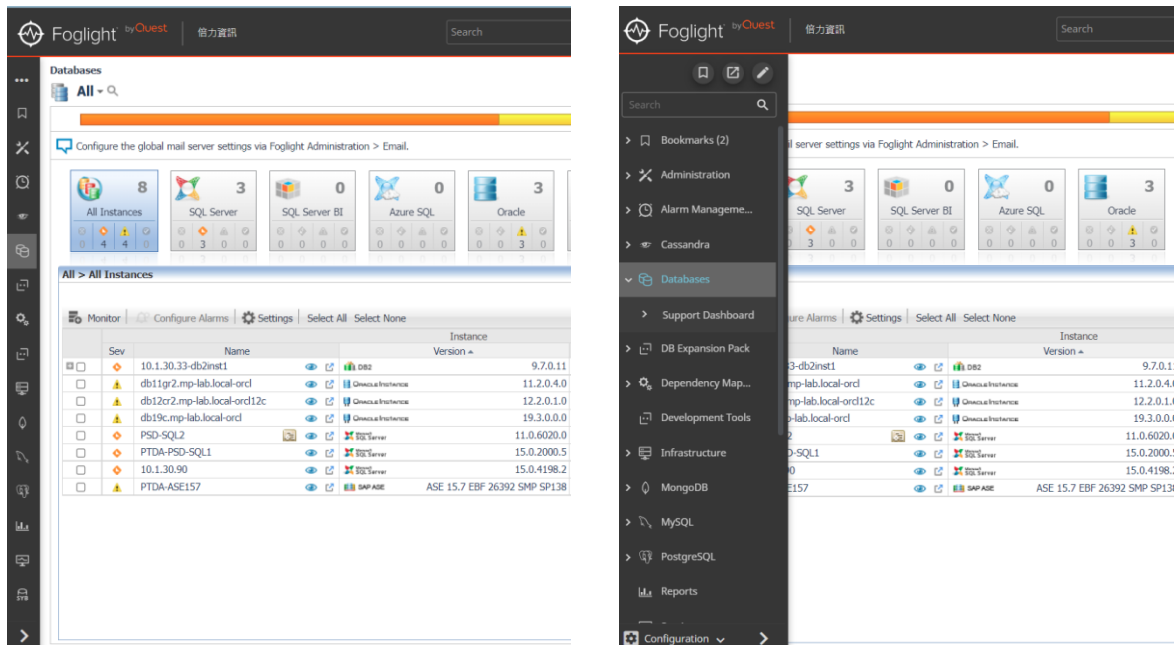 Foglight by Quest 倍力資訊 Search
Databases
All
Configure the global mail server settings via Foglight Administration > Email.
8 3 0 0 3
All Instances SQL Server SQL Server BI Azure SQL Oracle
0 4 4 0 0 3 0 0 0 0 0 0 0 0 0 0 0 0 3 0
All > All Instances
Monitor Configure Alarms Settings Select All Select None
Instance
Sev Name Version
10.1.30.33-db2inst1 DB2 9.7.0.11
db11gr2.mp-lab.local-orcl Oracle Instance 11.2.0.4.0
db12cr2.mp-lab.local-orcl12c Oracle Instance 12.2.0.1.0
db19c.mp-lab.local-orcl Oracle Instance 19.3.0.0.0
PSD-SQL2 SQL Server 11.0.6020.0
PTDA-PSD-SQL1 SQL Server 15.0.2000.5
10.1.30.90 SQL Server 15.0.4198.2
PTDA-ASE157 SAP ASE ASE 15.7 EBF 26392 SMP SP138
Foglight by Quest 倍力資訊 Search
Search
Bookmarks (2)
Administration
Alarm Manageme...
Cassandra
Databases
Support Dashboard
DB Expansion Pack
Dependency Map...
Development Tools
Infrastructure
MongoDB
MySQL
PostgreSQL
Reports
Configuration
il server settings via Foglight Administration > Email.
3 0 0 3
SQL Server SQL Server BI Azure SQL Oracle
3 0 0 0 0 0 0 0 0 0 0 0 0 3 0
ure Alarms Settings Select All Select None
Instance
Name Version
3-db2inst1 DB2 9.7.0.11
mp-lab.local-orcl Oracle Instance 11.2.0.4.0
mp-lab.local-orcl12c Oracle Instance 12.2.0.1.0
p-lab.local-orcl Oracle Instance 19.3.0.0.0
2 SQL Server 11.0.6020.0
D-SQL1 SQL Server 15.0.2000.5
90 SQL Server 15.0.4198.2
E157 SAP ASE ASE 15.7 EBF 26392 SMP SP138